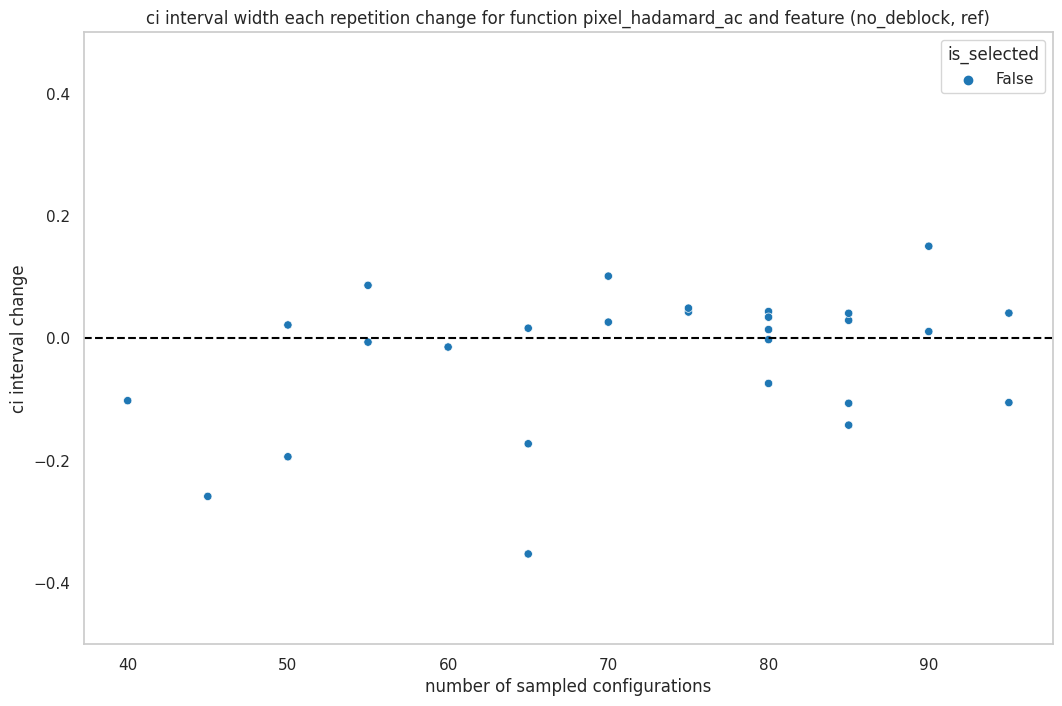 ci interval width each repetition change for function pixel_hadamard_ac and feature (no_deblock, ref)
is_selected
False
ci interval change
0.4
0.2
0.0
−0.2
−0.4
40 50 60 70 80 90
number of sampled configurations